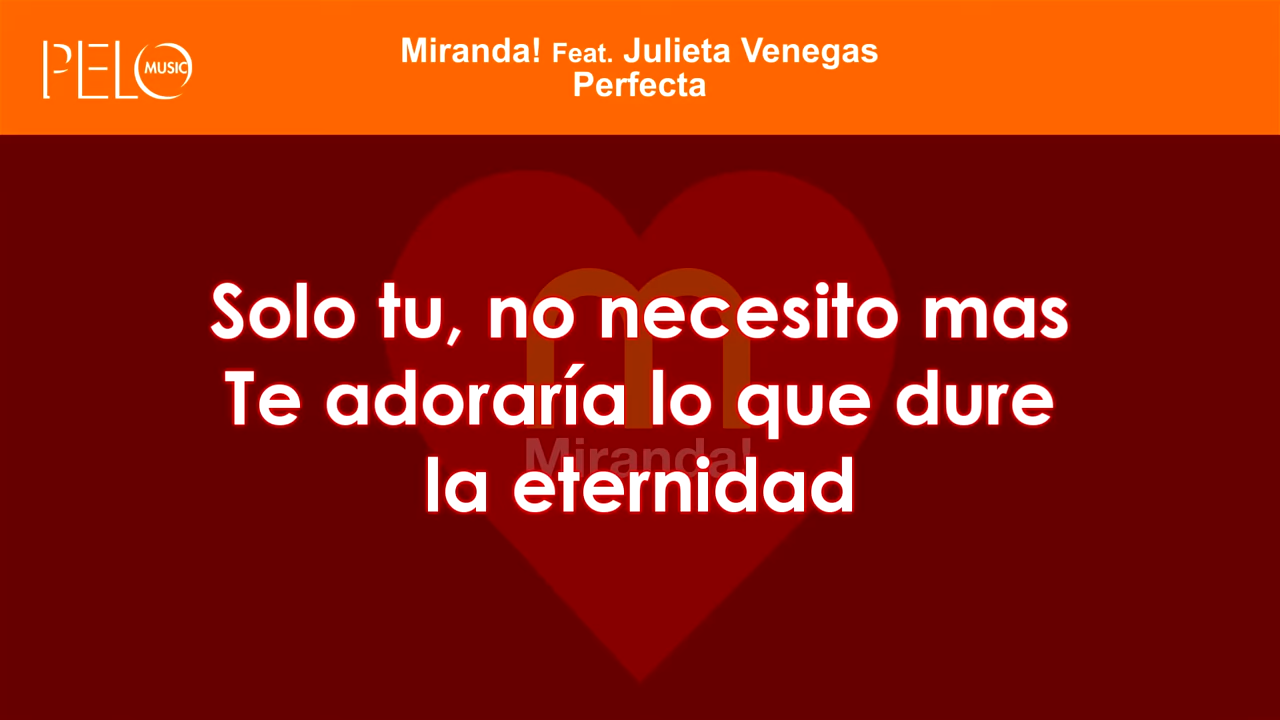 PELO MUSIC
Miranda! Feat. Julieta Venegas
Perfecta
Solo tu, no necesito mas
Te adoraría lo que dure
la eternidad
m
Miranda!